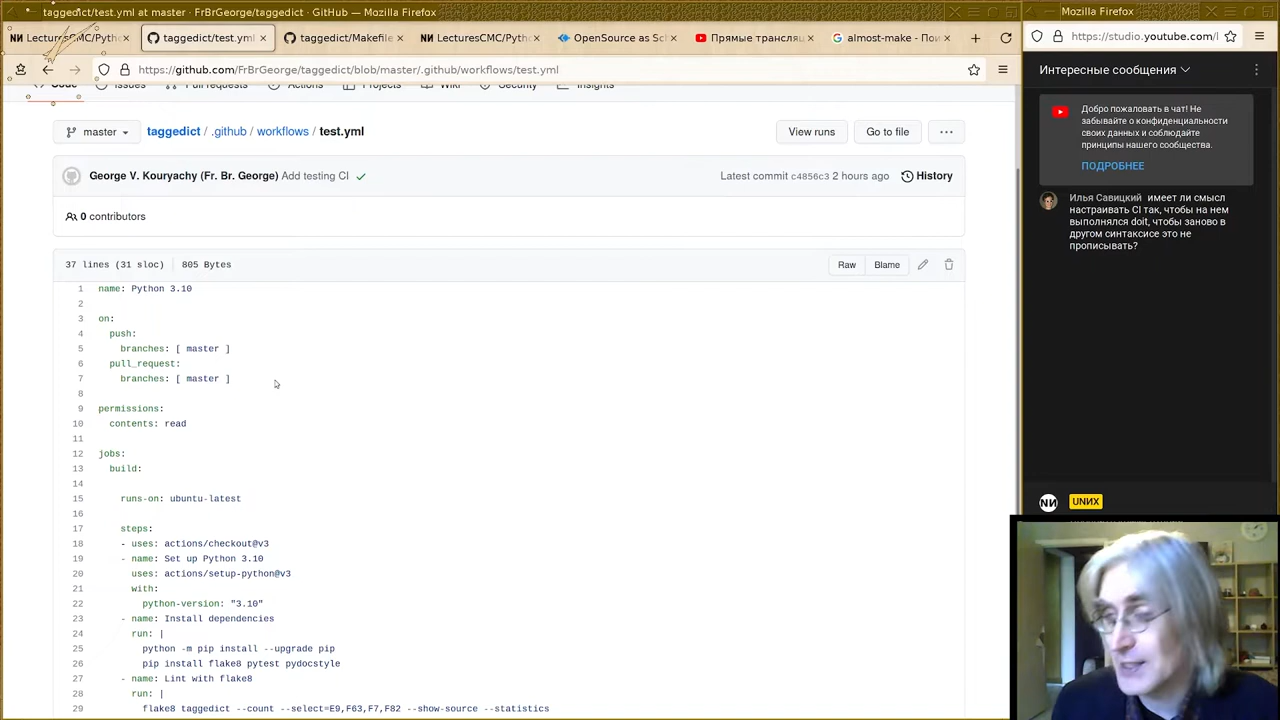 taggedict/test.yml at master · FrBrGeorge/taggedict · GitHub — Mozilla Firefox
Mozilla Firefox
LecturesCMC/Pyth
taggedict/test.yml
taggedict/Makefile
LecturesCMC/Pytho
OpenSource as Sci
Прямые трансляц
almost-make - Пои
https://github.com/FrBrGeorge/taggedict/blob/master/.github/workflows/test.yml
https://studio.youtube.com/l
Code
Issues
Pull requests
Actions
Projects
Wiki
Security
Insights
master
taggedict / .github / workflows / test.yml
View runs
Go to file
George V. Kouryachy (Fr. Br. George) Add testing CI
Latest commit c4856c3 2 hours ago
History
0 contributors
37 lines (31 sloc)
805 Bytes
Raw
Blame
1 name: Python 3.10
2
3 on:
4 push:
5 branches: [ master ]
6 pull_request:
7 branches: [ master ]
8
9 permissions:
10 contents: read
11
12 jobs:
13 build:
14
15 runs-on: ubuntu-latest
16
17 steps:
18 - uses: actions/checkout@v3
19 - name: Set up Python 3.10
20 uses: actions/setup-python@v3
21 with:
22 python-version: "3.10"
23 - name: Install dependencies
24 run: |
25 python -m pip install --upgrade pip
26 pip install flake8 pytest pydocstyle
27 - name: Lint with flake8
28 run: |
29 flake8 taggedict --count --select=E9,F63,F7,F82 --show-source --statistics
Интересные сообщения
Добро пожаловать в чат! Не
забывайте о конфиденциальности
своих данных и соблюдайте
принципы нашего сообщества.
ПОДРОБНЕЕ
Илья Савицкий имеет ли смысл
настраивать CI так, чтобы на нем
выполнялся doit, чтобы заново в
другом синтаксисе это не
прописывать?
UNИX